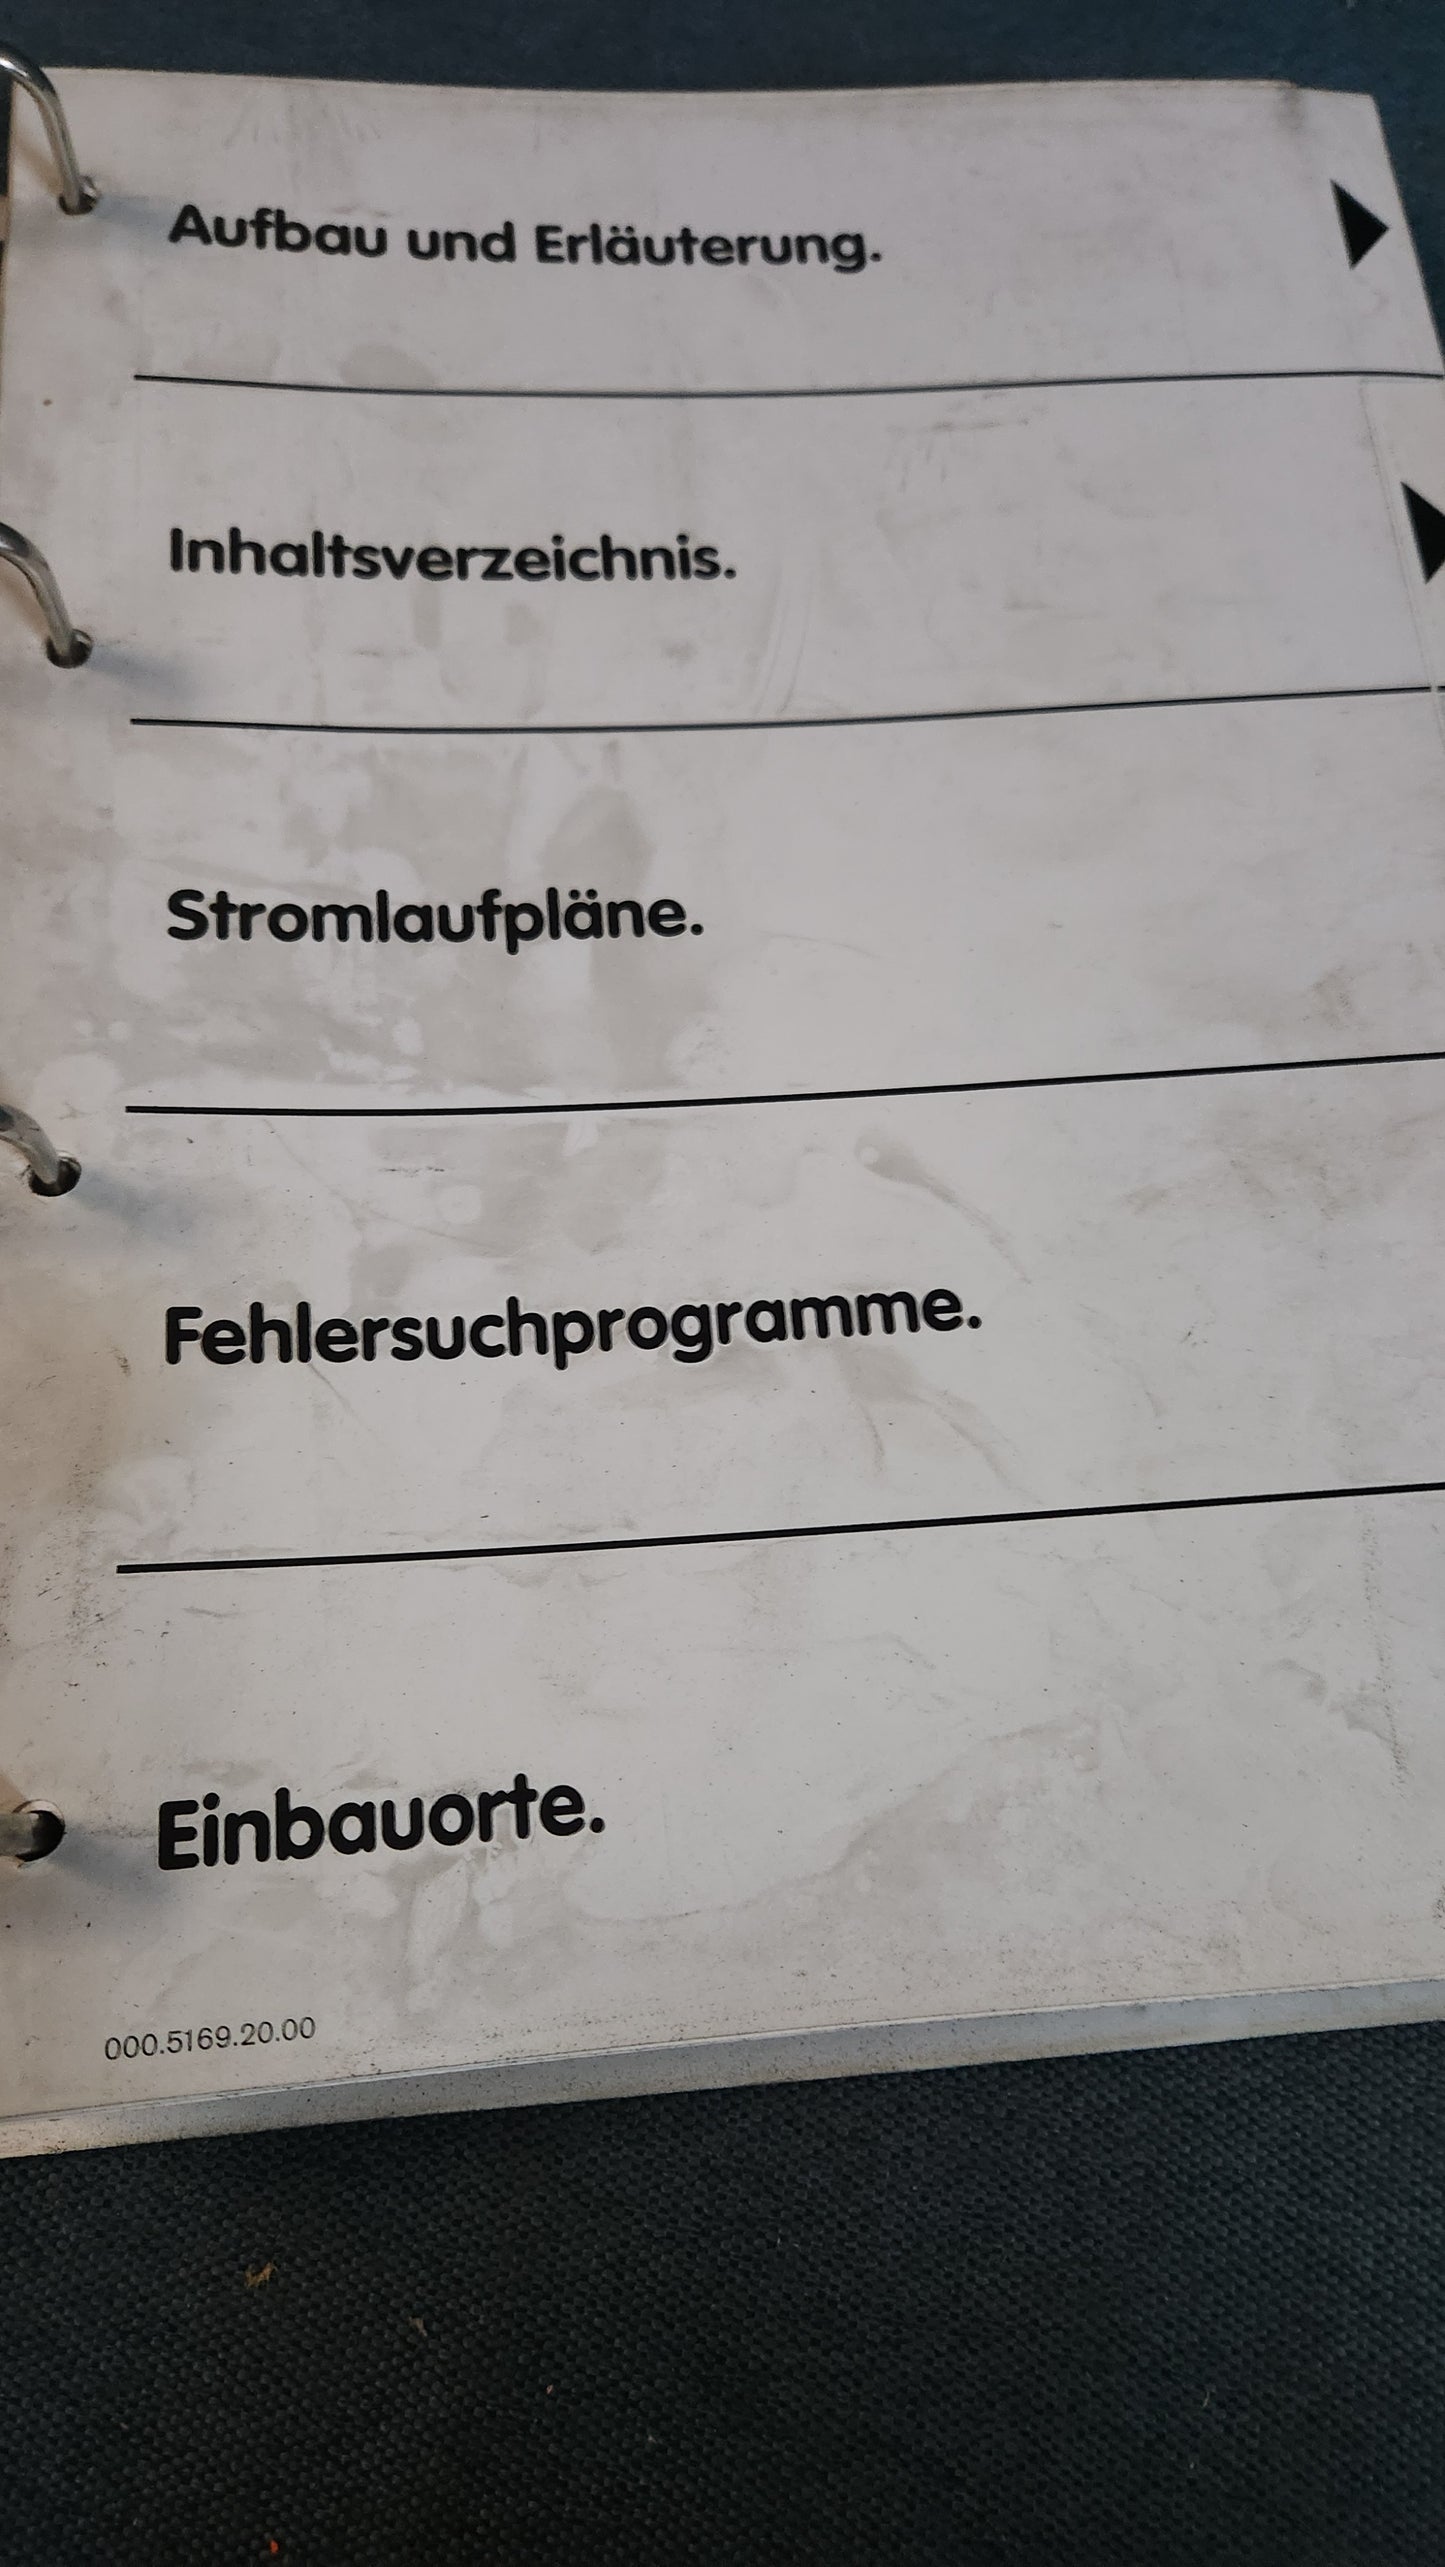 Aufbau und Erläuterung.
Inhaltsverzeichnis.
Stromlaufpläne.
Fehlersuchprogramme.
Einbauorte.
000.5169.20.00